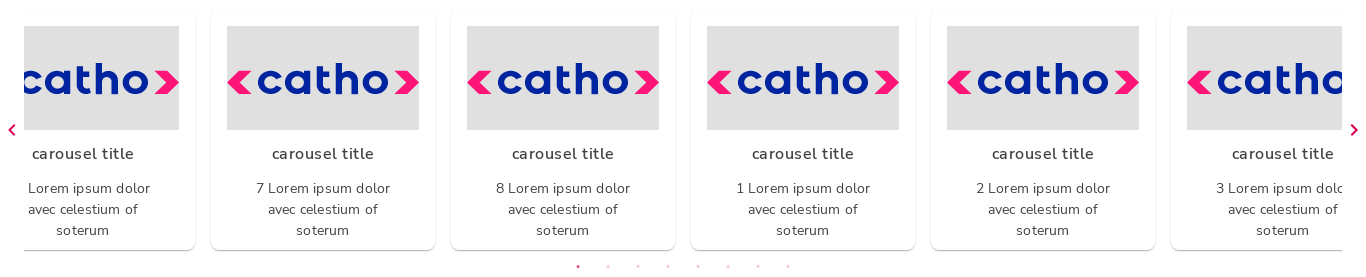 catho
carousel title
Lorem ipsum dolor
avec celestium of
soterum
catho
carousel title
7 Lorem ipsum dolor
avec celestium of
soterum
catho
carousel title
8 Lorem ipsum dolor
avec celestium of
soterum
catho
carousel title
1 Lorem ipsum dolor
avec celestium of
soterum
catho
carousel title
2 Lorem ipsum dolor
avec celestium of
soterum
catho
carousel title
3 Lorem ipsum dolo
avec celestium of
soterum